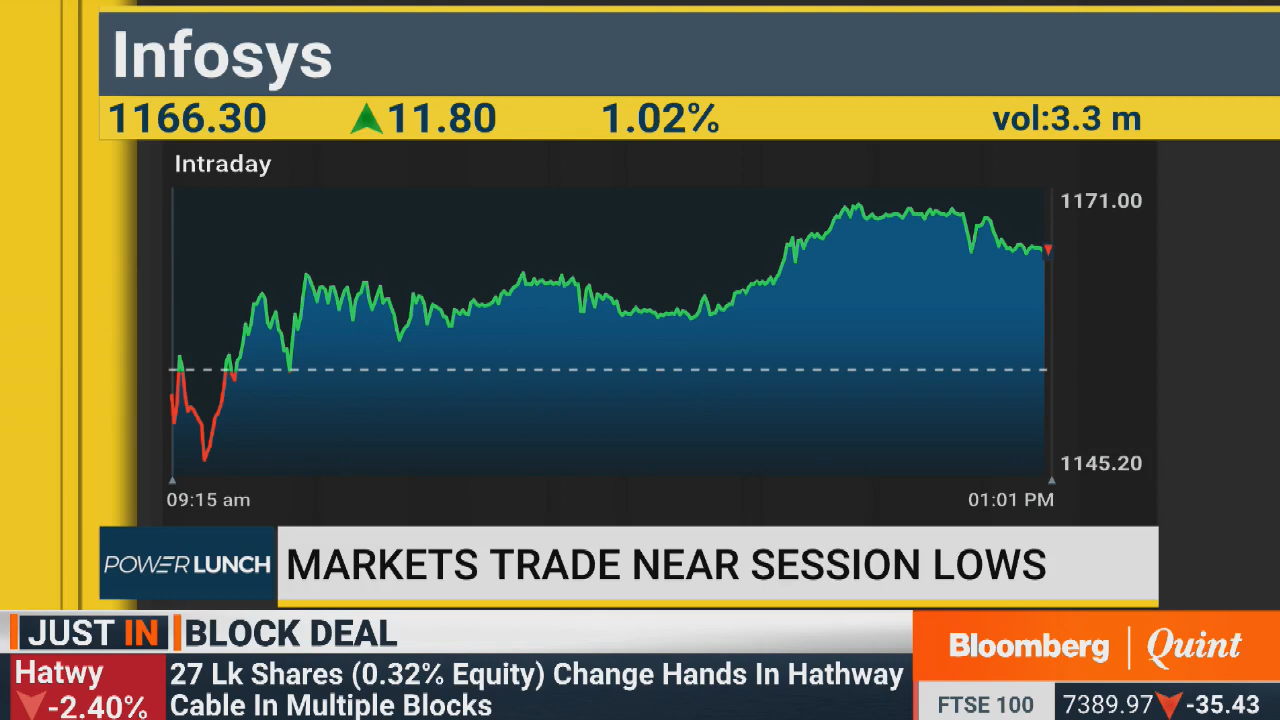 Infosys
1166.30 11.80 1.02% vol:3.3 m
Intraday
1171.00
1145.20
09:15 am 01:01 PM
POWER LUNCH MARKETS TRADE NEAR SESSION LOWS
JUST IN BLOCK DEAL
Hatwy 27 Lk Shares (0.32% Equity) Change Hands In Hathway
-2.40% Cable In Multiple Blocks
Bloomberg | Quint
FTSE 100 7389.97 -35.43